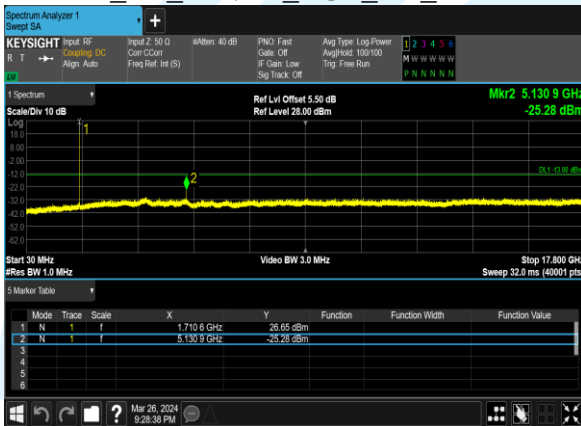 Spectrum Analyzer 1
Swept SA
+
KEYSIGHT Input: RF Input Z: 50 Ω #Atten: 40 dB PNO: Fast Avg Type: Log-Power 1 2 3 4 5 6
R T Coupling: DC Corr CCorr Gate: Off Avg|Hold: 100/100 M W W W W W
Align: Auto Freq Ref: Int (S) IF Gain: Low Trig: Free Run
LV Sig Track: Off P N N N N N
1 Spectrum
Ref Lvl Offset 5.50 dB Mkr2 5.130 9 GHz
Scale/Div 10 dB Ref Level 28.00 dBm -25.28 dBm
Log
18.0 1
8.00
-2.00
DL1 -13.00 dBm
-12.0
2
-22.0
-32.0
-42.0
-52.0
-62.0
Start 30 MHz Video BW 3.0 MHz Stop 17.800 GHz
#Res BW 1.0 MHz Sweep 32.0 ms (40001 pts
5 Marker Table
Mode Trace Scale X Y Function Function Width Function Value
1 N 1 f 1.710 6 GHz 26.65 dBm
2 N 1 f 5.130 9 GHz -25.28 dBm
3
4
5
6
? Mar 26, 2024
9:28:38 PM